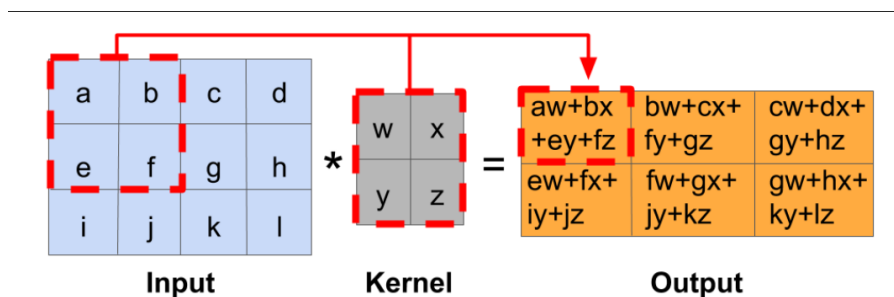 a b c d
e f g h
i j k l
*
w x
y z
=
aw+bx bw+cx+ cw+dx+
+ey+fz fy+gz gy+hz
ew+fx+ fw+gx+ gw+hx+
iy+jz jy+kz ky+lz
Input Kernel Output